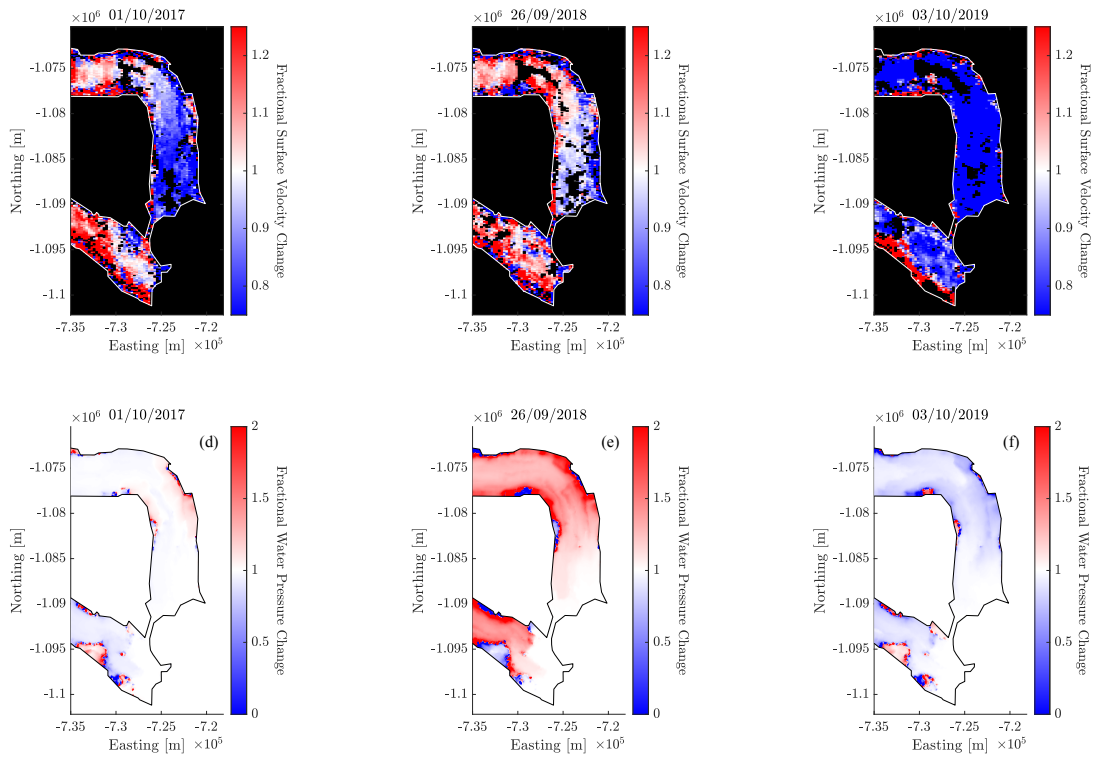 ×10⁶ 01/10/2017
-1.075
-1.08
-1.085
-1.09
-1.095
-1.1
Northing [m]
-7.35 -7.3 -7.25 -7.2
Easting [m] ×10⁵
1.2
1.1
1
0.9
0.8
Fractional Surface Velocity Change
×10⁶ 26/09/2018
-1.075
-1.08
-1.085
-1.09
-1.095
-1.1
Northing [m]
-7.35 -7.3 -7.25 -7.2
Easting [m] ×10⁵
1.2
1.1
1
0.9
0.8
Fractional Surface Velocity Change
×10⁶ 03/10/2019
-1.075
-1.08
-1.085
-1.09
-1.095
-1.1
Northing [m]
-7.35 -7.3 -7.25 -7.2
Easting [m] ×10⁵
1.2
1.1
1
0.9
0.8
Fractional Surface Velocity Change
×10⁶ 01/10/2017
(d)
-1.075
-1.08
-1.085
-1.09
-1.095
-1.1
Northing [m]
-7.35 -7.3 -7.25 -7.2
Easting [m] ×10⁵
2
1.5
1
0.5
0
Fractional Water Pressure Change
×10⁶ 26/09/2018
(e)
-1.075
-1.08
-1.085
-1.09
-1.095
-1.1
Northing [m]
-7.35 -7.3 -7.25 -7.2
Easting [m] ×10⁵
2
1.5
1
0.5
0
Fractional Water Pressure Change
×10⁶ 03/10/2019
(f)
-1.075
-1.08
-1.085
-1.09
-1.095
-1.1
Northing [m]
-7.35 -7.3 -7.25 -7.2
Easting [m] ×10⁵
2
1.5
1
0.5
0
Fractional Water Pressure Change